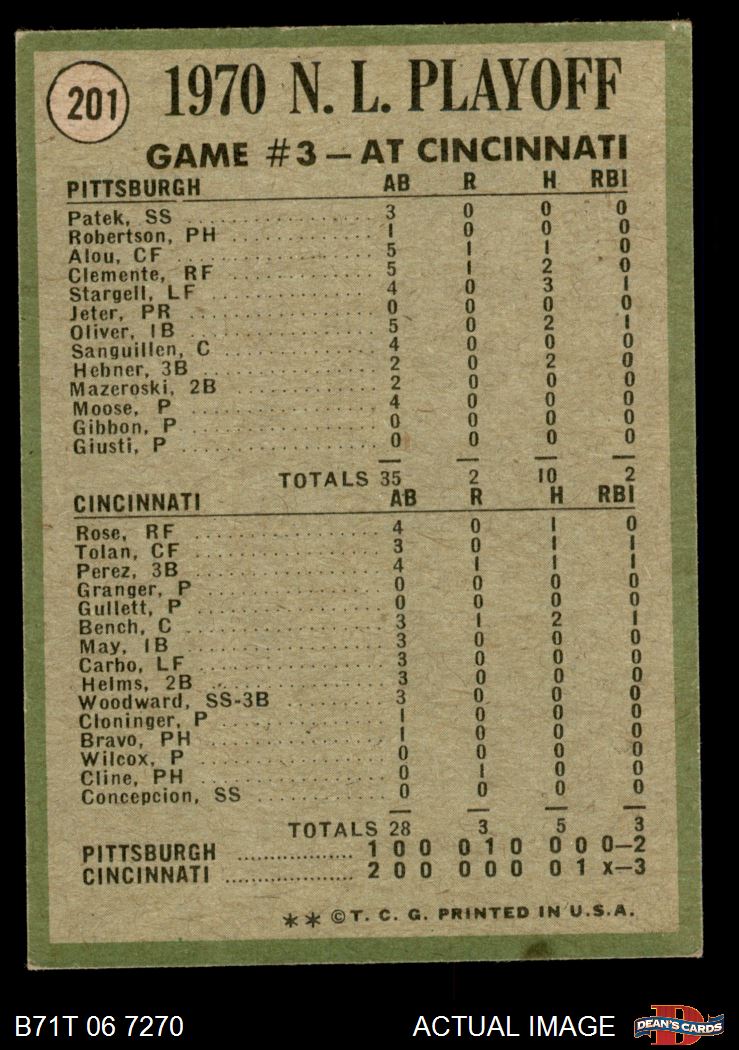 201
1970 N. L. PLAYOFF
GAME #3 – AT CINCINNATI
PITTSBURGH AB R H RBI
Patek, SS 3 0 0 0
Robertson, PH 1 0 0 0
Alou, CF 5 1 1 0
Clemente, RF 5 1 2 0
Stargell, LF 4 0 3 1
Jeter, PR 0 0 0 0
Oliver, 1B 5 0 2 1
Sanguillen, C 4 0 0 0
Hebner, 3B 2 0 2 0
Mazeroski, 2B 2 0 0 0
Moose, P 4 0 0 0
Gibbon, P 0 0 0 0
Giusti, P 0 0 0 0
TOTALS 35 2 10 2
CINCINNATI AB R H RBI
Rose, RF 4 0 1 0
Tolan, CF 3 0 1 1
Perez, 3B 4 1 1 1
Granger, P 0 0 0 0
Gullett, P 0 0 0 0
Bench, C 3 1 2 1
May, 1B 3 0 0 0
Carbo, LF 3 0 0 0
Helms, 2B 3 0 0 0
Woodward, SS-3B 3 0 0 0
Cloninger, P 1 0 0 0
Bravo, PH 1 0 0 0
Wilcox, P 0 0 0 0
Cline, PH 0 1 0 0
Concepcion, SS 0 0 0 0
TOTALS 28 3 5 3
PITTSBURGH 1 0 0 0 1 0 0 0 0–2
CINCINNATI 2 0 0 0 0 0 0 1 x–3
** © T. C. G. PRINTED IN U.S.A.
B71T 06 7270 ACTUAL IMAGE
D
DEAN'S CARDS